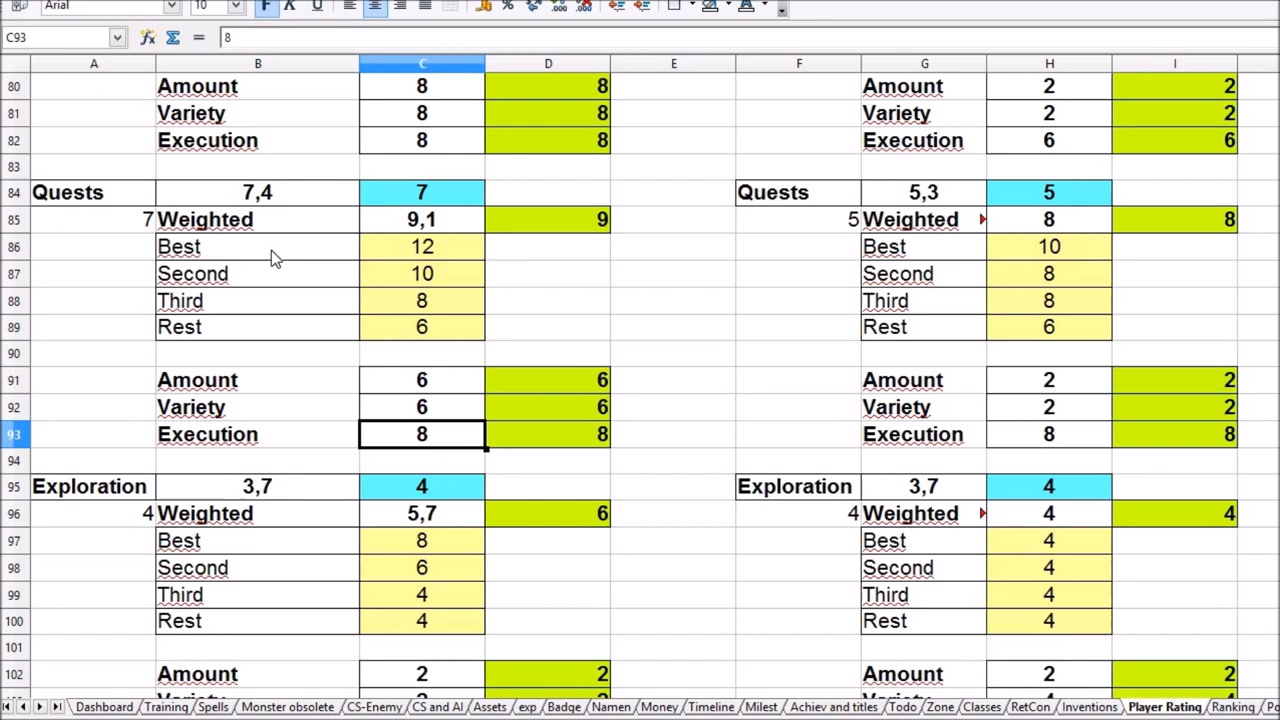 Arial 10 F K U %
C93 Σ = 8
A B C D E F G H I
80 Amount 8 8 Amount 2 2
81 Variety 8 8 Variety 2 2
82 Execution 8 8 Execution 6 6
83
84 Quests 7,4 7 Quests 5,3 5
85 7 Weighted 9,1 9 5 Weighted 8 8
86 Best 12 Best 10
87 Second 10 Second 8
88 Third 8 Third 8
89 Rest 6 Rest 6
90
91 Amount 6 6 Amount 2 2
92 Variety 6 6 Variety 2 2
93 Execution 8 8 Execution 8 8
94
95 Exploration 3,7 4 Exploration 3,7 4
96 4 Weighted 5,7 6 4 Weighted 4 4
97 Best 8 Best 4
98 Second 6 Second 4
99 Third 4 Third 4
100 Rest 4 Rest 4
101
102 Amount 2 2 Amount 2 2
Dashboard Training Spells Monster obsolete CS-Enemy CS and AI Assets exp Badge Namen Money Timeline Milest Achiev and titles Todo Zone Classes RetCon Inventions Player Rating Ranking